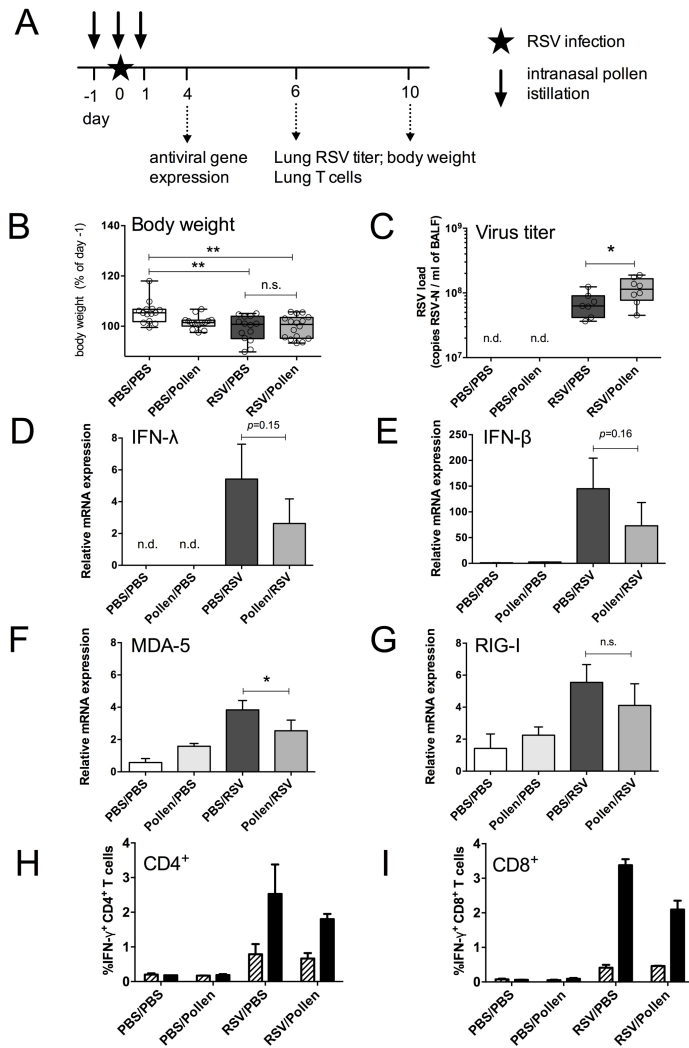 A
RSV infection
intranasal pollen
istillation
-1 0 1 4 6 10
day
antiviral gene
expression
Lung RSV titer; body weight
Lung T cells
B
Body weight
body weight (% of day -1)
140
120
100
**
**
n.s.
PBS/PBS
PBS/Pollen
RSV/PBS
RSV/Pollen
C
Virus titer
RSV load
(copies RSV-N / ml of BALF)
10⁹
10⁸
10⁷
*
n.d.
n.d.
PBS/PBS
PBS/Pollen
RSV/PBS
RSV/Pollen
D
IFN-λ
Relative mRNA expression
8
6
4
2
0
p=0.15
n.d.
n.d.
PBS/PBS
Pollen/PBS
PBS/RSV
Pollen/RSV
E
IFN-β
Relative mRNA expression
250
200
150
100
50
0
p=0.16
PBS/PBS
Pollen/PBS
PBS/RSV
Pollen/RSV
F
MDA-5
Relative mRNA expression
8
6
4
2
0
*
PBS/PBS
Pollen/PBS
PBS/RSV
Pollen/RSV
G
RIG-I
Relative mRNA expression
8
6
4
2
0
n.s.
PBS/PBS
Pollen/PBS
PBS/RSV
Pollen/RSV
H
CD4⁺
%IFN-γ⁺ CD4⁺ T cells
4
3
2
1
0
PBS/PBS
PBS/Pollen
RSV/PBS
RSV/Pollen
I
CD8⁺
%IFN-γ⁺ CD8⁺ T cells
4
3
2
1
0
PBS/PBS
PBS/Pollen
RSV/PBS
RSV/Pollen